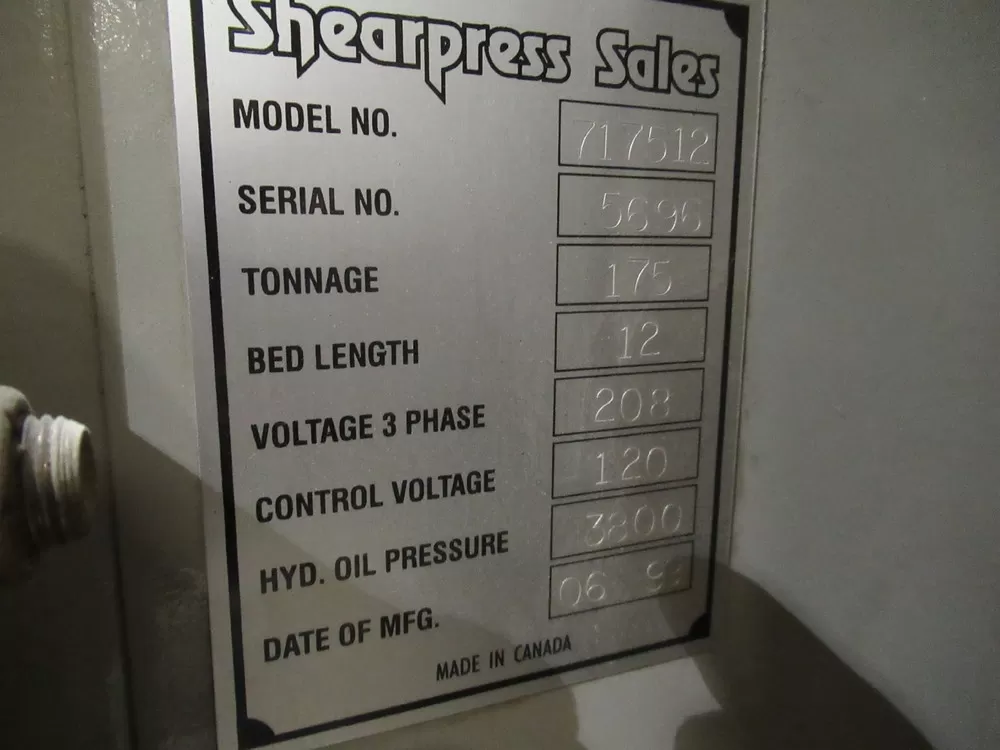 Shearpress Sales
MODEL NO. 717512
SERIAL NO. 5696
TONNAGE 175
BED LENGTH 12
VOLTAGE 3 PHASE 208
CONTROL VOLTAGE 120
HYD. OIL PRESSURE 3800
DATE OF MFG. 06
MADE IN CANADA